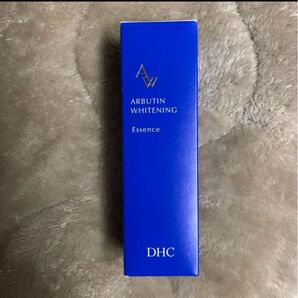 AW
ARBUTIN
WHITENING
Essence
DHC